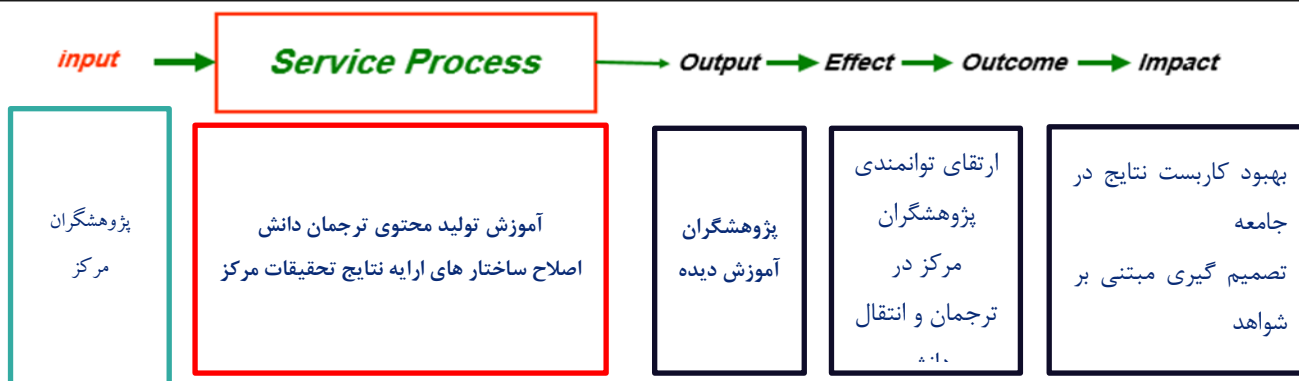 input Service Process Output Effect Outcome Impact
پژوهشگران
مرکز
آموزش تولید محتوی ترجمان دانش
اصلاح ساختار های ارایه نتایج تحقیقات مرکز
پژوهشگران
آموزش دیده
ارتقای توانمندی
پژوهشگران
مرکز در
ترجمان و انتقال
بهبود کاربست نتایج در
جامعه
تصمیم گیری مبتنی بر
شواهد